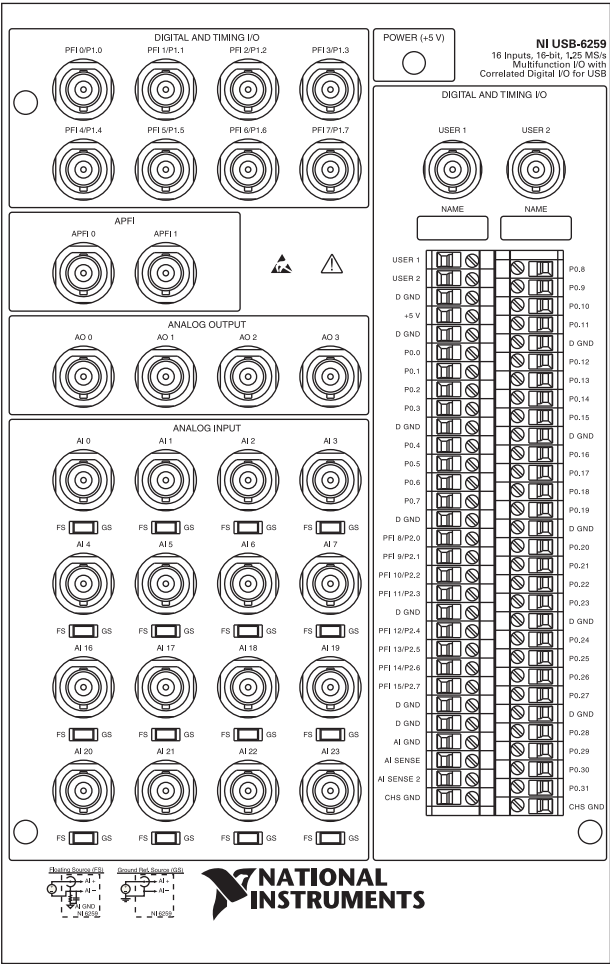 DIGITAL AND TIMING I/O
PFI 0/P1.0 PFI 1/P1.1 PFI 2/P1.2 PFI 3/P1.3
PFI 4/P1.4 PFI 5/P1.5 PFI 6/P1.6 PFI 7/P1.7
APFI
APFI 0 APFI 1
ANALOG OUTPUT
AO 0 AO 1 AO 2 AO 3
ANALOG INPUT
AI 0 AI 1 AI 2 AI 3
FS GS FS GS FS GS FS GS
AI 4 AI 5 AI 6 AI 7
FS GS FS GS FS GS FS GS
AI 16 AI 17 AI 18 AI 19
FS GS FS GS FS GS FS GS
AI 20 AI 21 AI 22 AI 23
FS GS FS GS FS GS FS GS
POWER (+5 V)
NI USB-6259
16 Inputs, 16-bit, 1.25 MS/s
Multifunction I/O with
Correlated Digital I/O for USB
DIGITAL AND TIMING I/O
USER 1 USER 2
NAME NAME
USER 1
USER 2
D GND
+5 V
D GND
P0.0
P0.1
P0.2
P0.3
D GND
P0.4
P0.5
P0.6
P0.7
D GND
PFI 8/P2.0
PFI 9/P2.1
PFI 10/P2.2
PFI 11/P2.3
D GND
PFI 12/P2.4
PFI 13/P2.5
PFI 14/P2.6
PFI 15/P2.7
D GND
D GND
AI GND
AI SENSE
AI SENSE 2
CHS GND
P0.8
P0.9
P0.10
P0.11
D GND
P0.12
P0.13
P0.14
P0.15
D GND
P0.16
P0.17
P0.18
P0.19
D GND
P0.20
P0.21
P0.22
P0.23
D GND
P0.24
P0.25
P0.26
P0.27
D GND
P0.28
P0.29
P0.30
P0.31
CHS GND
Floating Source (FS)
AI +
AI –
AI GND
NI 6259
Ground Ref. Source (GS)
AI +
AI –
NI 6259
NATIONAL
INSTRUMENTS